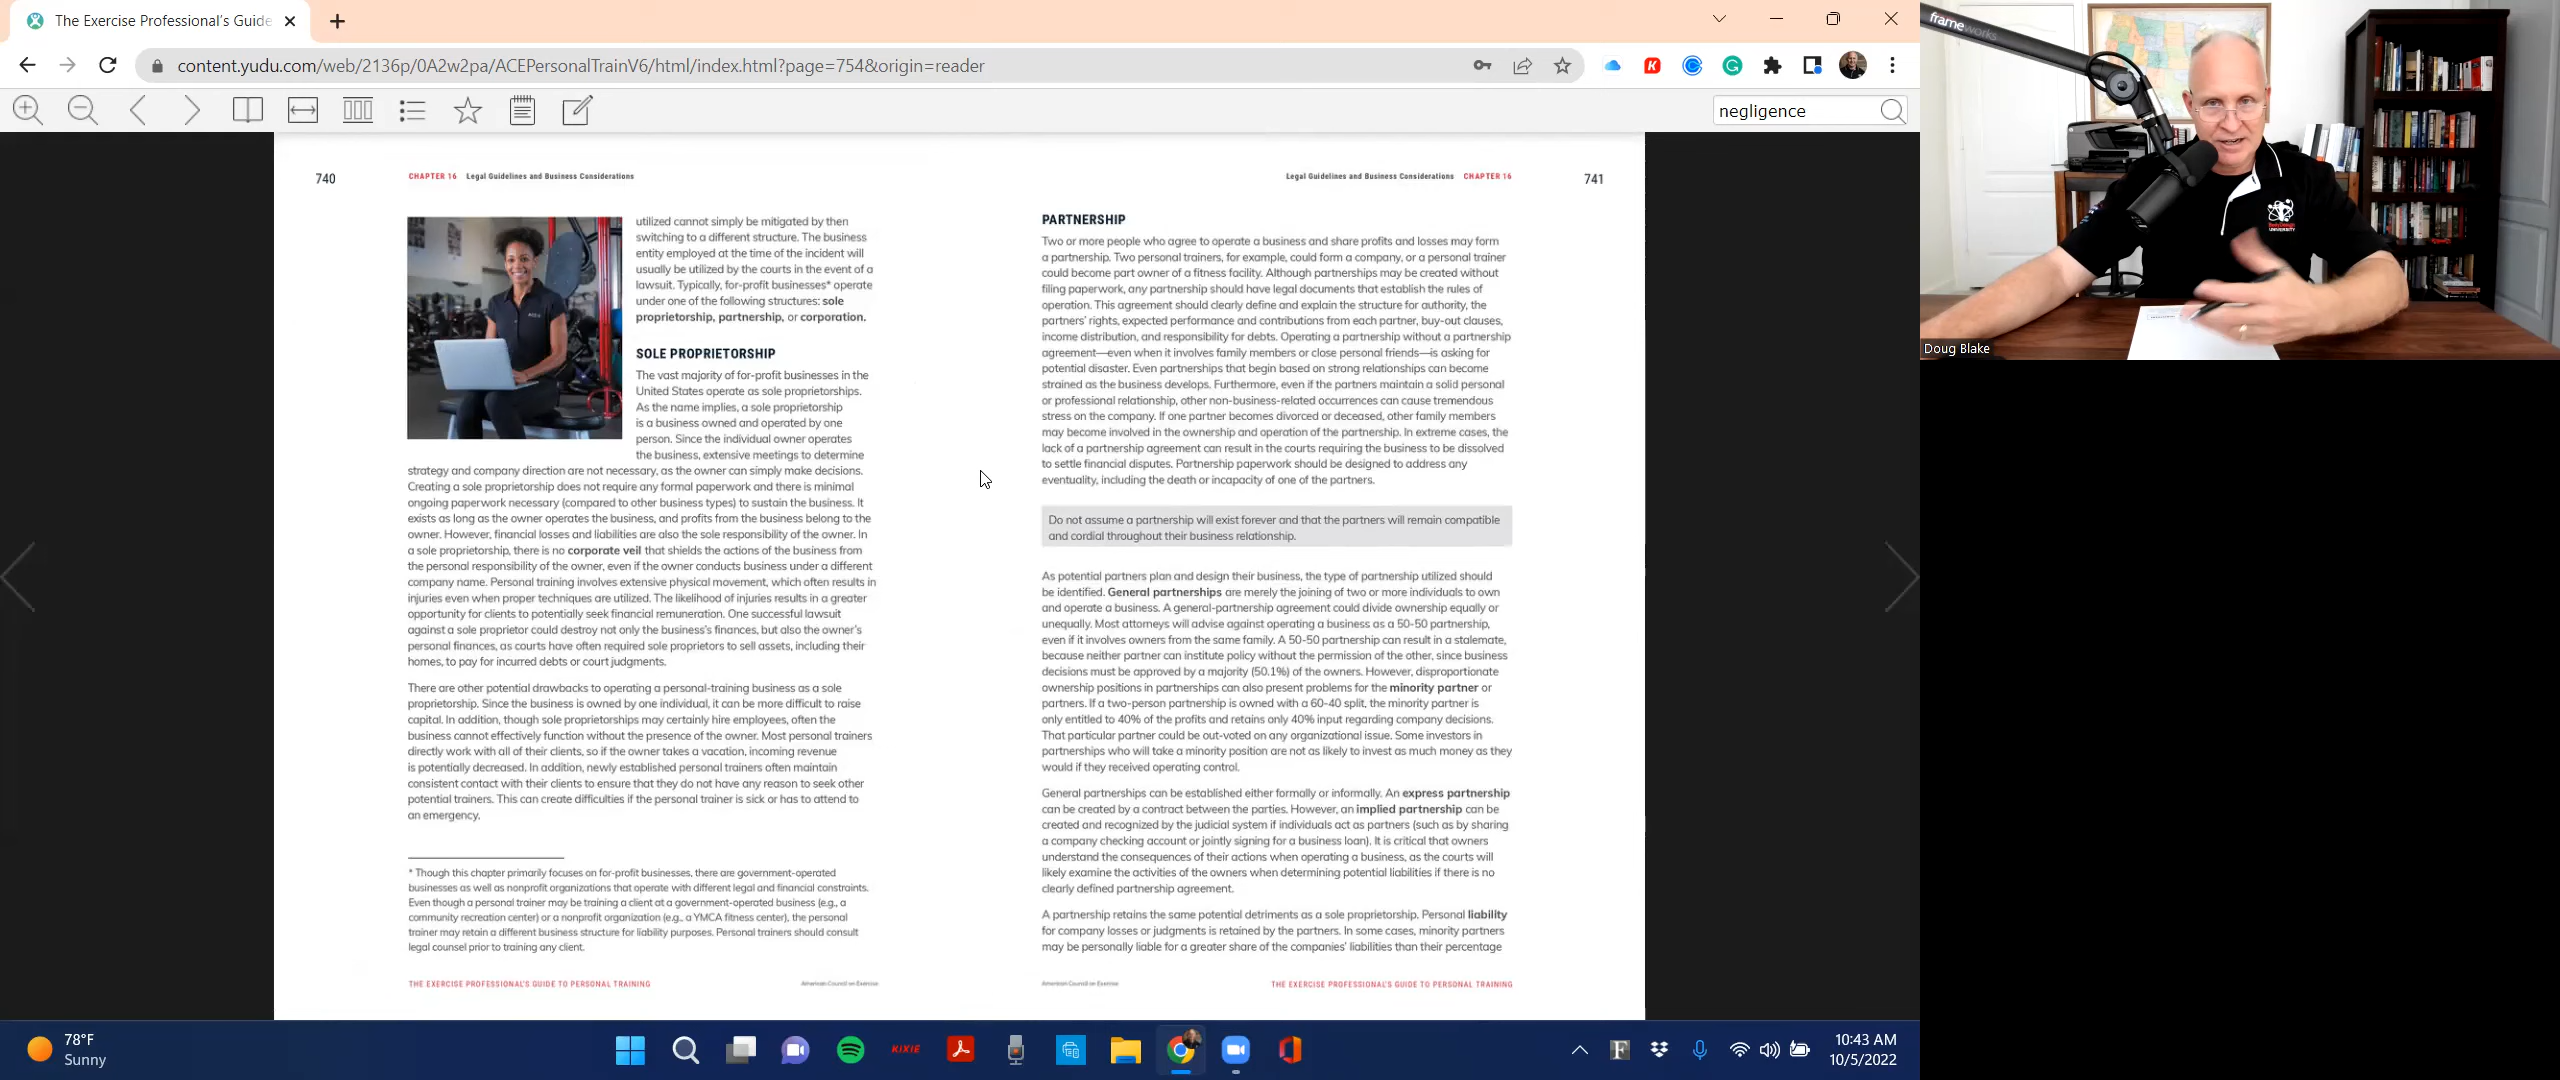 The Exercise Professional's Guide
content.yudu.com/web/2136p/0A2w2pa/ACEPersonalTrainV6/html/index.html?page=754&origin=reader
negligence
740
CHAPTER 16 Legal Guidelines and Business Considerations
utilized cannot simply be mitigated by then
switching to a different structure. The business
entity employed at the time of the incident will
usually be utilized by the courts in the event of a
lawsuit. Typically, for-profit businesses* operate
under one of the following structures: sole
proprietorship, partnership, or corporation.
SOLE PROPRIETORSHIP
The vast majority of for-profit businesses in the
United States operate as sole proprietorships.
As the name implies, a sole proprietorship
is a business owned and operated by one
person. Since the individual owner operates
the business, extensive meetings to determine
strategy and company direction are not necessary, as the owner can simply make decisions.
Creating a sole proprietorship does not require any formal paperwork and there is minimal
ongoing paperwork necessary (compared to other business types) to sustain the business. It
exists as long as the owner operates the business, and profits from the business belong to the
owner. However, financial losses and liabilities are also the sole responsibility of the owner. In
a sole proprietorship, there is no corporate veil that shields the actions of the business from
the personal responsibility of the owner, even if the owner conducts business under a different
company name. Personal training involves extensive physical movement, which often results in
injuries even when proper techniques are utilized. The likelihood of injuries results in a greater
opportunity for clients to potentially seek financial remuneration. One successful lawsuit
against a sole proprietor could destroy not only the business's finances, but also the owner's
personal finances, as courts have often required sole proprietors to sell assets, including their
homes, to pay for incurred debts or court judgments.
There are other potential drawbacks to operating a personal-training business as a sole
proprietorship. Since the business is owned by one individual, it can be more difficult to raise
capital. In addition, though sole proprietorships may certainly hire employees, often the
business cannot effectively function without the presence of the owner. Most personal trainers
directly work with all of their clients, so if the owner takes a vacation, incoming revenue
is potentially decreased. In addition, newly established personal trainers often maintain
consistent contact with their clients to ensure that they do not have any reason to seek other
potential trainers. This can create difficulties if the personal trainer is sick or has to attend to
an emergency.
* Though this chapter primarily focuses on for-profit businesses, there are government-operated
businesses as well as nonprofit organizations that operate with different legal and financial constraints.
Even though a personal trainer may be training a client at a government-operated business (e.g., a
community recreation center) or a nonprofit organization (e.g., a YMCA fitness center), the personal
trainer may retain a different business structure for liability purposes. Personal trainers should consult
legal counsel prior to training any client.
THE EXERCISE PROFESSIONAL'S GUIDE TO PERSONAL TRAINING
American Council on Exercise
Legal Guidelines and Business Considerations CHAPTER 16
741
PARTNERSHIP
Two or more people who agree to operate a business and share profits and losses may form
a partnership. Two personal trainers, for example, could form a company, or a personal trainer
could become part owner of a fitness facility. Although partnerships may be created without
filing paperwork, any partnership should have legal documents that establish the rules of
operation. This agreement should clearly define and explain the structure for authority, the
partners' rights, expected performance and contributions from each partner, buy-out clauses,
income distribution, and responsibility for debts. Operating a partnership without a partnership
agreement—even when it involves family members or close personal friends—is asking for
potential disaster. Even partnerships that begin based on strong relationships can become
strained as the business develops. Furthermore, even if the partners maintain a solid personal
or professional relationship, other non-business-related occurrences can cause tremendous
stress on the company. If one partner becomes divorced or deceased, other family members
may become involved in the ownership and operation of the partnership. In extreme cases, the
lack of a partnership agreement can result in the courts requiring the business to be dissolved
to settle financial disputes. Partnership paperwork should be designed to address any
eventuality, including the death or incapacity of one of the partners.
Do not assume a partnership will exist forever and that the partners will remain compatible
and cordial throughout their business relationship.
As potential partners plan and design their business, the type of partnership utilized should
be identified. General partnerships are merely the joining of two or more individuals to own
and operate a business. A general-partnership agreement could divide ownership equally or
unequally. Most attorneys will advise against operating a business as a 50-50 partnership,
even if it involves owners from the same family. A 50-50 partnership can result in a stalemate,
because neither partner can institute policy without the permission of the other, since business
decisions must be approved by a majority (50.1%) of the owners. However, disproportionate
ownership positions in partnerships can also present problems for the minority partner or
partners. If a two-person partnership is owned with a 60-40 split, the minority partner is
only entitled to 40% of the profits and retains only 40% input regarding company decisions.
That particular partner could be out-voted on any organizational issue. Some investors in
partnerships who will take a minority position are not as likely to invest as much money as they
would if they received operating control.
General partnerships can be established either formally or informally. An express partnership
can be created by a contract between the parties. However, an implied partnership can be
created and recognized by the judicial system if individuals act as partners (such as by sharing
a company checking account or jointly signing for a business loan). It is critical that owners
understand the consequences of their actions when operating a business, as the courts will
likely examine the activities of the owners when determining potential liabilities if there is no
clearly defined partnership agreement.
A partnership retains the same potential detriments as a sole proprietorship. Personal liability
for company losses or judgments is retained by the partners. In some cases, minority partners
may be personally liable for a greater share of the companies' liabilities than their percentage
American Council on Exercise
THE EXERCISE PROFESSIONAL'S GUIDE TO PERSONAL TRAINING
frameworks
Doug Blake
78°F
Sunny
KIXIE
10:43 AM
10/5/2022